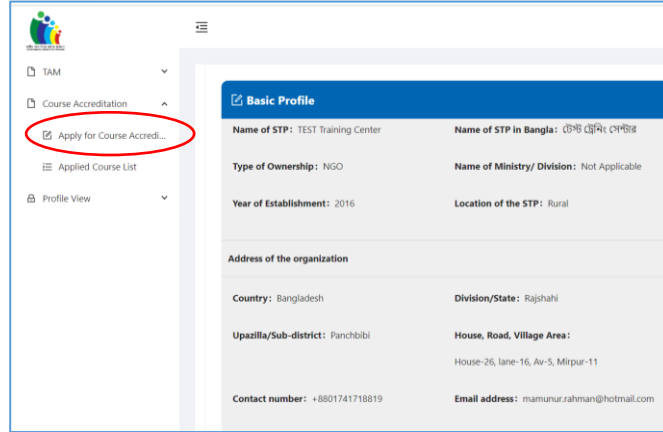 TAM
Course Accreditation
Apply for Course Accredi...
Applied Course List
Profile View
Basic Profile
Name of STP: TEST Training Center Name of STP in Bangla: টেস্ট ট্রেনিং সেন্টার
Type of Ownership: NGO Name of Ministry/ Division: Not Applicable
Year of Establishment: 2016 Location of the STP: Rural
Address of the organization
Country: Bangladesh Division/State: Rajshahi
Upazilla/Sub-district: Panchbibi House, Road, Village Area:
House-26, lane-16, Av-5, Mirpur-11
Contact number: +8801741718819 Email address: mamunur.rahman@hotmail.com